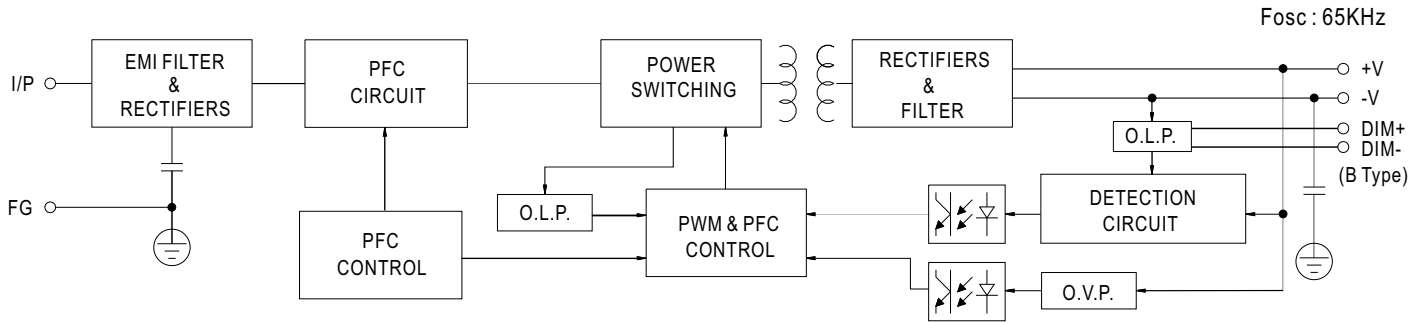 Fosc : 65KHz
I/P
EMI FILTER
&
RECTIFIERS
PFC
CIRCUIT
POWER
SWITCHING
RECTIFIERS
&
FILTER
+V
-V
DIM+
DIM-
(B Type)
O.L.P.
FG
O.L.P.
PFC
CONTROL
PWM & PFC
CONTROL
DETECTION
CIRCUIT
O.V.P.